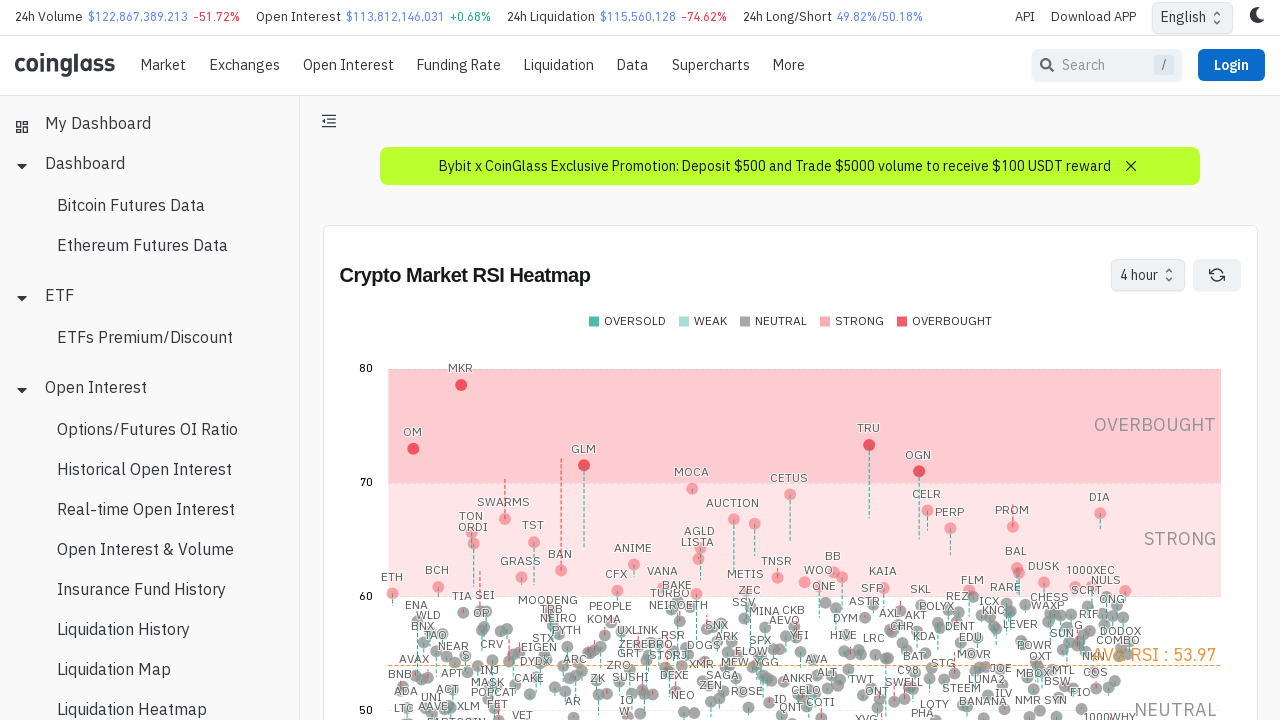 24h Volume $122,867,389,213 -51.72% Open Interest $113,812,146,031 +0.68% 24h Liquidation $115,560,128 -74.62% 24h Long/Short 49.82%/50.18% API Download APP English
coinglass Market Exchanges Open Interest Funding Rate Liquidation Data Supercharts More Search / Login
My Dashboard
Dashboard
Bitcoin Futures Data
Ethereum Futures Data
ETF
ETFs Premium/Discount
Open Interest
Options/Futures OI Ratio
Historical Open Interest
Real-time Open Interest
Open Interest & Volume
Insurance Fund History
Liquidation History
Liquidation Map
Liquidation Heatmap
Bybit x CoinGlass Exclusive Promotion: Deposit $500 and Trade $5000 volume to receive $100 USDT reward
Crypto Market RSI Heatmap 4 hour
OVERSOLD WEAK NEUTRAL STRONG OVERBOUGHT
80
MKR
OM TRU OVERBOUGHT
GLM OGN
70 MOCA CETUS
SWARMS AUCTION CELR DIA
TON PERP PROM
ORDI TST AGLD STRONG
LISTA
BAN ANIME BB BAL
GRASS TNSR
ETH BCH CFX VANA METIS WOO KAIA FLM DUSK 1000XEC
NULS
60 TIA SEI BAKE ONE SFP SKL RARE
TURBO ZEC REZ CHESS SCRT
ENA MOODENG PEOPLE NEIROETH SSV MINA CKB ASTR POLYX ICX WAXP ONG
TRB AXL KNC RIF
BNX NEIRO KOMA AEVO DYM AKT LEVER
TAO PYTH UXLINK RSR SNX YFI HIVE CHR DENT SUN DODOX
NEAR CRV STX ZEREBRO ARK SPX LRC KDA EDU POWR COMBO
EIGEN GRT DOGS FLOW BAT MOVR OXT
AVAX APT INJ DYDX ARC STORJ MEW YGG AVA STG AVG RSI : 53.97
BNB MASK CAKE ZRO DEXE XMR ANKR ALT TWT C98 LUNA2 MBOX MTL COS
ADA ACT POPCAT ZK SUSHI SAGA CELO ONT SWELL STEEM BSW
UNI ZEN ROSE ILV FIO
LTC AAVE XLM FET AR NEO LOTY BANANA NMR SYN NEUTRAL
50 VET XVG PHA 1000WHY